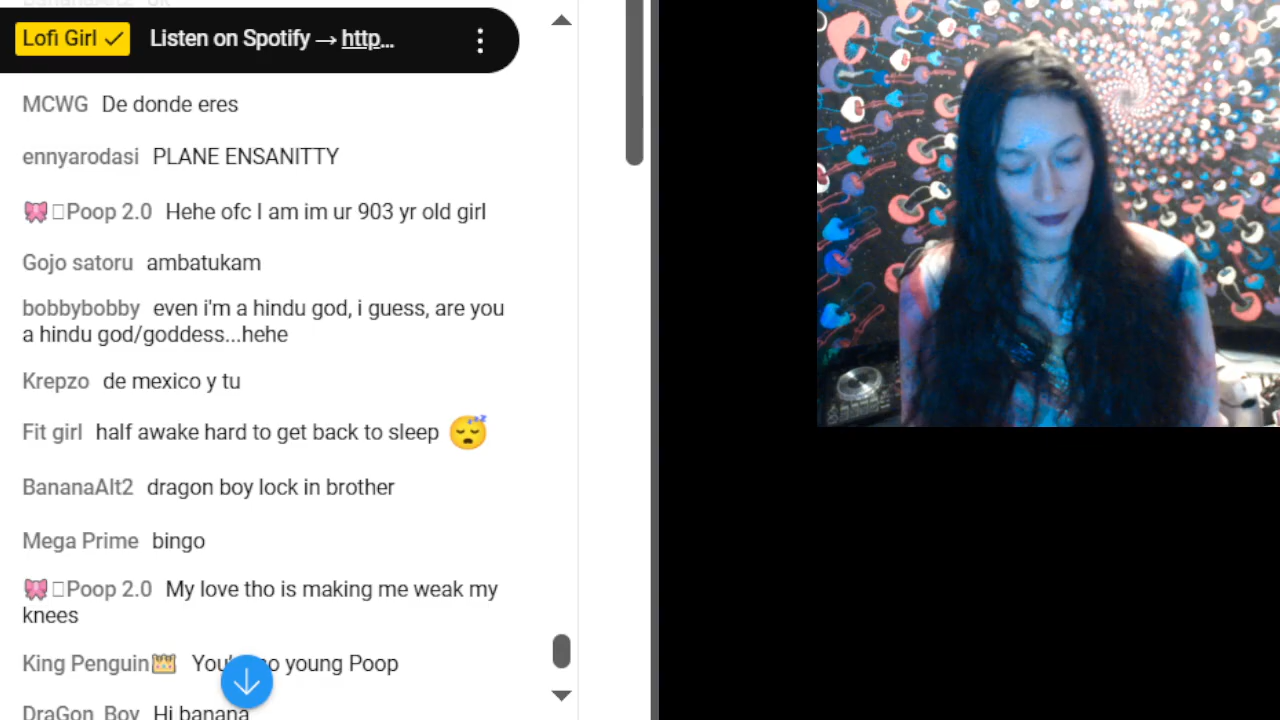 Lofi Girl ✓ Listen on Spotify → http...
MCWG De donde eres
ennyarodasi PLANE ENSANITTY
🎀 Poop 2.0 Hehe ofc I am im ur 903 yr old girl
Gojo satoru ambatukam
bobbybobby even i'm a hindu god, i guess, are you
a hindu god/goddess...hehe
Krepzo de mexico y tu
Fit girl half awake hard to get back to sleep 😴
BananaAlt2 dragon boy lock in brother
Mega Prime bingo
🎀 Poop 2.0 My love tho is making me weak my
knees
King Penguin👑 young Poop
DraGon_Boy Hi banana